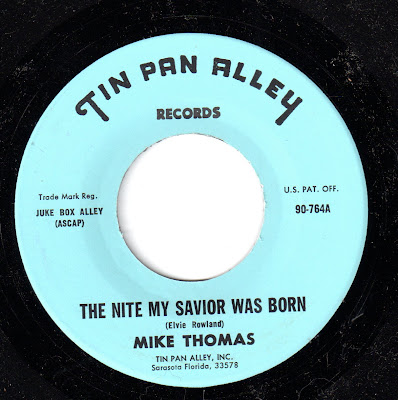 TIN PAN ALLEY
RECORDS
Trade Mark Reg.
U.S. PAT. OFF.
JUKE BOX ALLEY
(ASCAP)
90-764A
THE NITE MY SAVIOR WAS BORN
(Elvie Rowland)
MIKE THOMAS
TIN PAN ALLEY, INC.
Sarasota Florida, 33578